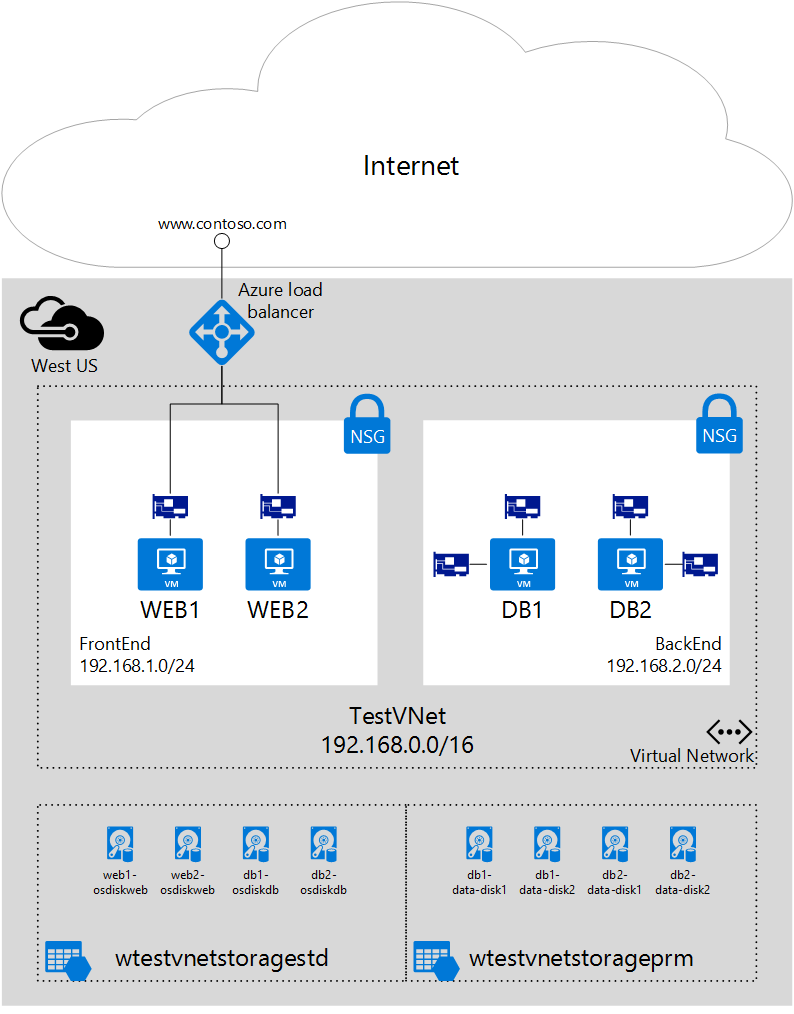 Internet
www.contoso.com
Azure load
balancer
West US
NSG
NSG
VM
VM
VM
VM
WEB1
WEB2
DB1
DB2
FrontEnd
192.168.1.0/24
BackEnd
192.168.2.0/24
TestVNet
192.168.0.0/16
Virtual Network
web1-
osdiskweb
web2-
osdiskweb
db1-
osdiskdb
db2-
osdiskdb
db1-
data-disk1
db1-
data-disk2
db2-
data-disk1
db2-
data-disk2
wtestvnetstoragestd
wtestvnetstorageprm